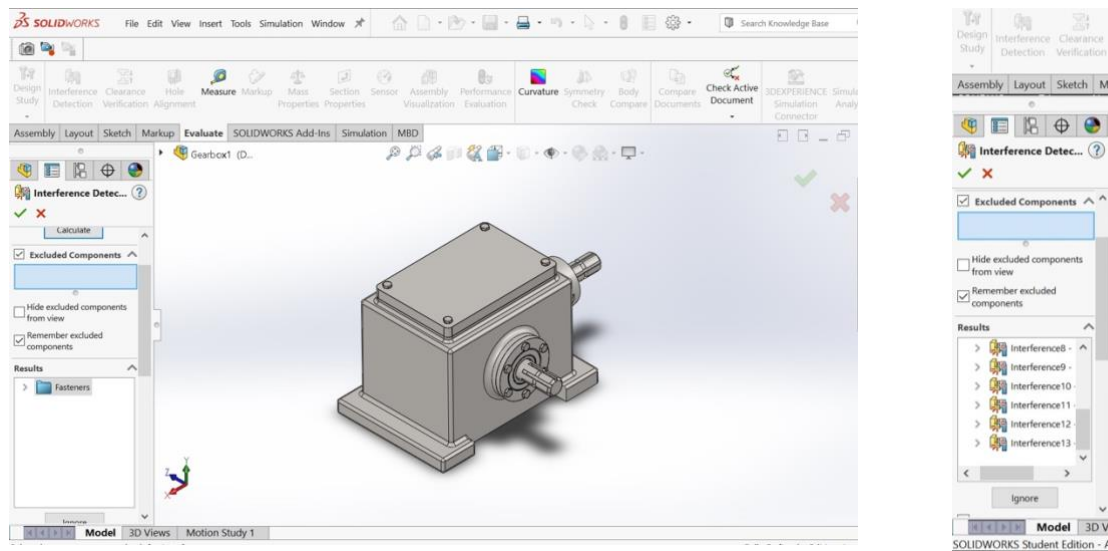 SOLIDWORKS File Edit View Insert Tools Simulation Window Search Knowledge Base
Design Study
Interference Detection
Clearance Verification
Hole Alignment
Measure
Markup
Mass Properties
Section Properties
Sensor
Assembly Visualization
Performance Evaluation
Curvature
Symmetry Check
Body Compare
Compare Documents
Check Active Document
3DEXPERIENCE Simulation Connector
Assembly Layout Sketch Markup Evaluate SOLIDWORKS Add-Ins Simulation MBD
Gearbox1 (D...
Interference Detec... ?
Calculate
Excluded Components
Hide excluded components
from view
Remember excluded
components
Results
Fasteners
Ignore
Model 3D Views Motion Study 1
Design Study
Interference Detection
Clearance Verification
Assembly Layout Sketch
Interference Detec... ?
Excluded Components
Hide excluded components
from view
Remember excluded
components
Results
Interference8 -
Interference9 -
Interference10 -
Interference11 -
Interference12 -
Interference13 -
Ignore
Model 3D V
SOLIDWORKS Student Edition - A